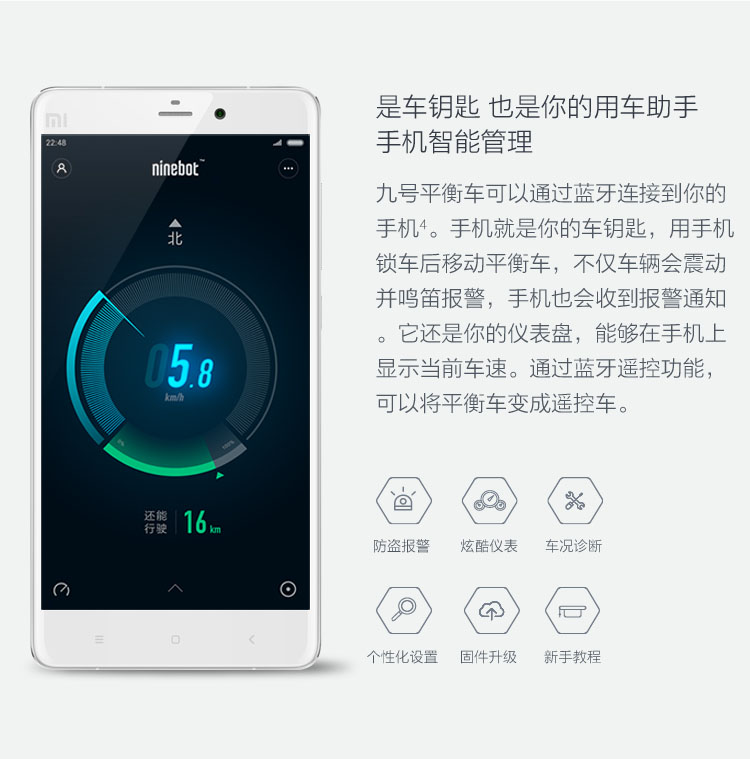 是车钥匙 也是你的用车助手
手机智能管理
九号平衡车可以通过蓝牙连接到你的
手机4。手机就是你的车钥匙，用手机
锁车后移动平衡车，不仅车辆会震动
并鸣笛报警，手机也会收到报警通知
。它还是你的仪表盘，能够在手机上
显示当前车速。通过蓝牙遥控功能，
可以将平衡车变成遥控车。
防盗报警 炫酷仪表 车况诊断
个性化设置 固件升级 新手教程
MI
22:48
ninebot™
北
05.8
km/h
0% 100%
还能
行驶
16 km